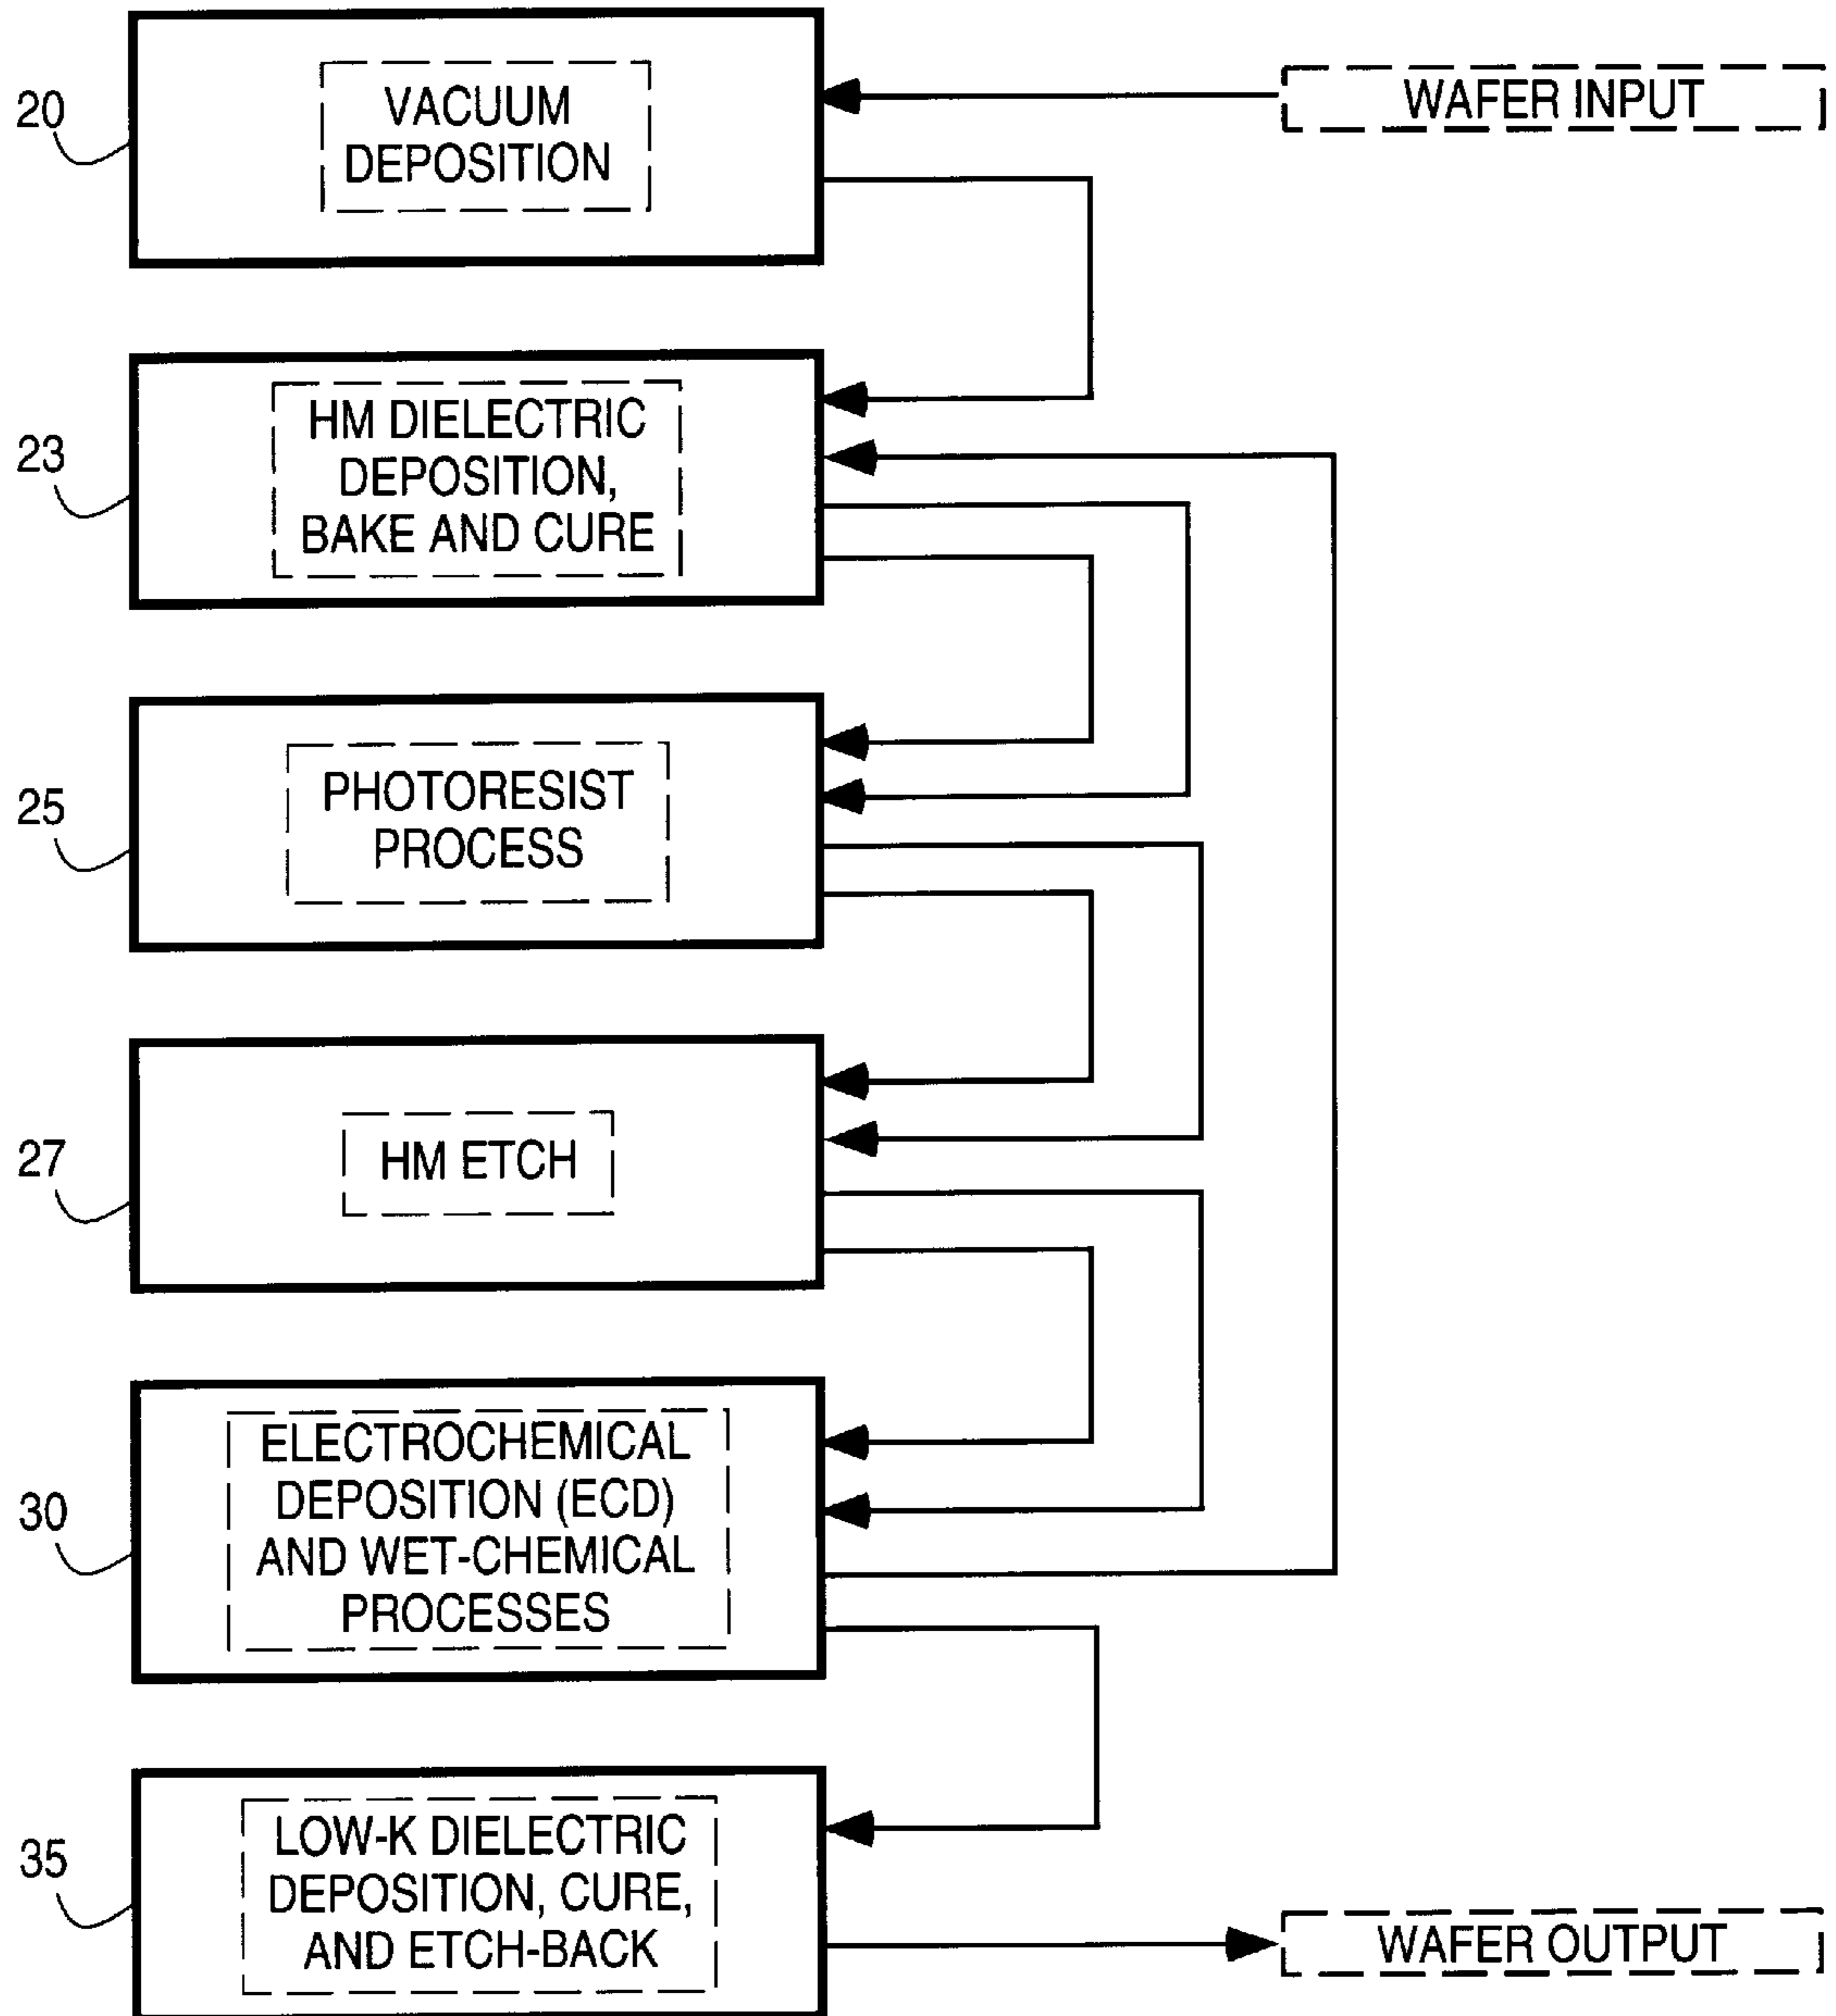 20
VACUUM
DEPOSITION
WAFER INPUT
23
HM DIELECTRIC
DEPOSITION,
BAKE AND CURE
25
PHOTORESIST
PROCESS
27
HM ETCH
30
ELECTROCHEMICAL
DEPOSITION (ECD)
AND WET-CHEMICAL
PROCESSES
35
LOW-K DIELECTRIC
DEPOSITION, CURE,
AND ETCH-BACK
WAFER OUTPUT